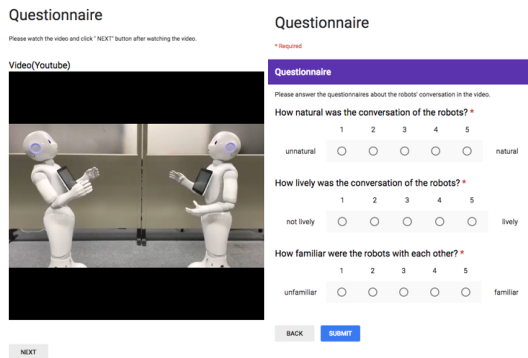 Questionnaire
Please watch the video and click " NEXT" button after watching the video.
Video(Youtube)
NEXT
Questionnaire
* Required
Questionnaire
Please answer the questionnaires about the robots' conversation in the video.
How natural was the conversation of the robots? *
1 2 3 4 5
unnatural natural
How lively was the conversation of the robots? *
1 2 3 4 5
not lively lively
How familiar were the robots with each other? *
1 2 3 4 5
unfamiliar familiar
BACK SUBMIT